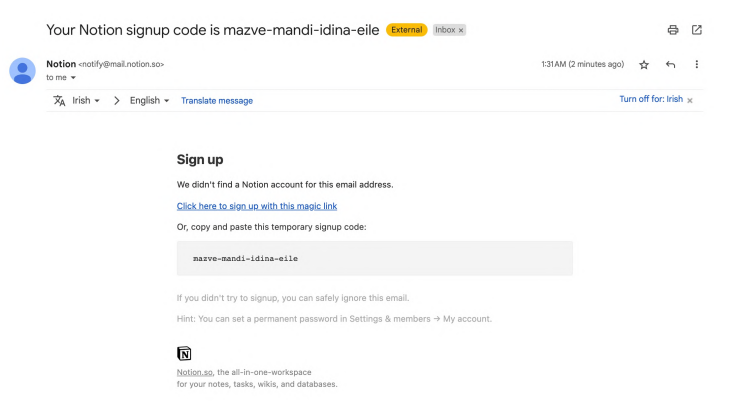 Your Notion signup code is mazve-mandi-idina-eile External Inbox x
Notion <notify@mail.notion.so> 1:31AM (2 minutes ago)
to me
Irish > English Translate message Turn off for: Irish x
Sign up
We didn't find a Notion account for this email address.
Click here to sign up with this magic link
Or, copy and paste this temporary signup code:
mazve-mandi-idina-eile
If you didn't try to signup, you can safely ignore this email.
Hint: You can set a permanent password in Settings & members → My account.
Notion.so, the all-in-one-workspace
for your notes, tasks, wikis, and databases.